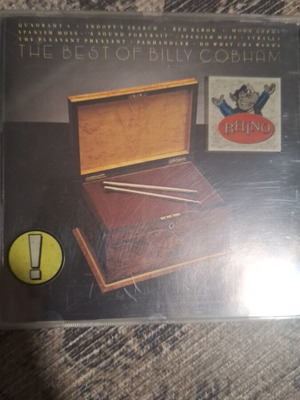 QUADRANT 4 · SNOOPY'S SEARCH · RED BARON · MOON GERMS
SPANISH MOSS - "A SOUND PORTRAIT" · SPANISH MOSS · STORM
THE PLEASANT PHEASANT · PANHANDLER · DO WHAT CHA WANNA
THE BEST OF BILLY COBHAM
RHINO
!